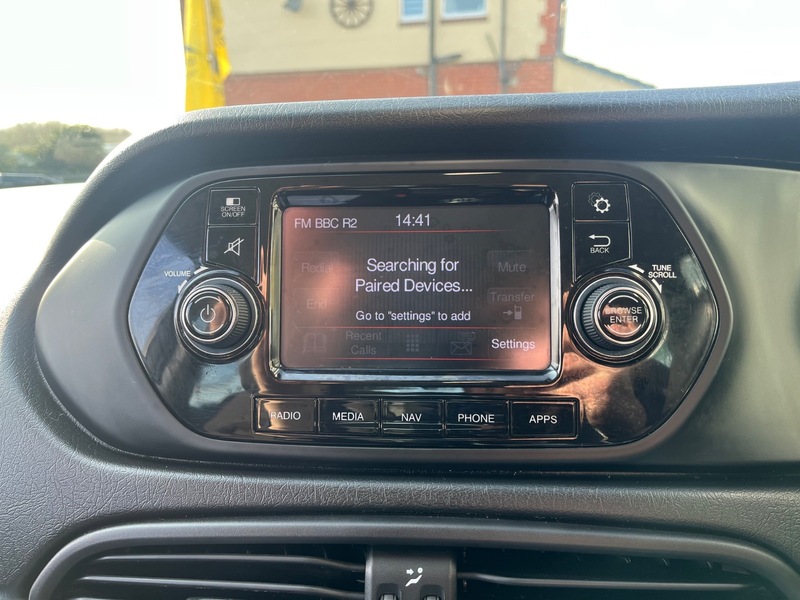 SCREEN
ON/OFF
FM BBC R2
14:41
VOLUME
Searching for
Paired Devices...
Go to "settings" to add
Redial
Mute
End
Transfer
Recent
Calls
Settings
BACK
TUNE
SCROLL
BROWSE
ENTER
RADIO
MEDIA
NAV
PHONE
APPS